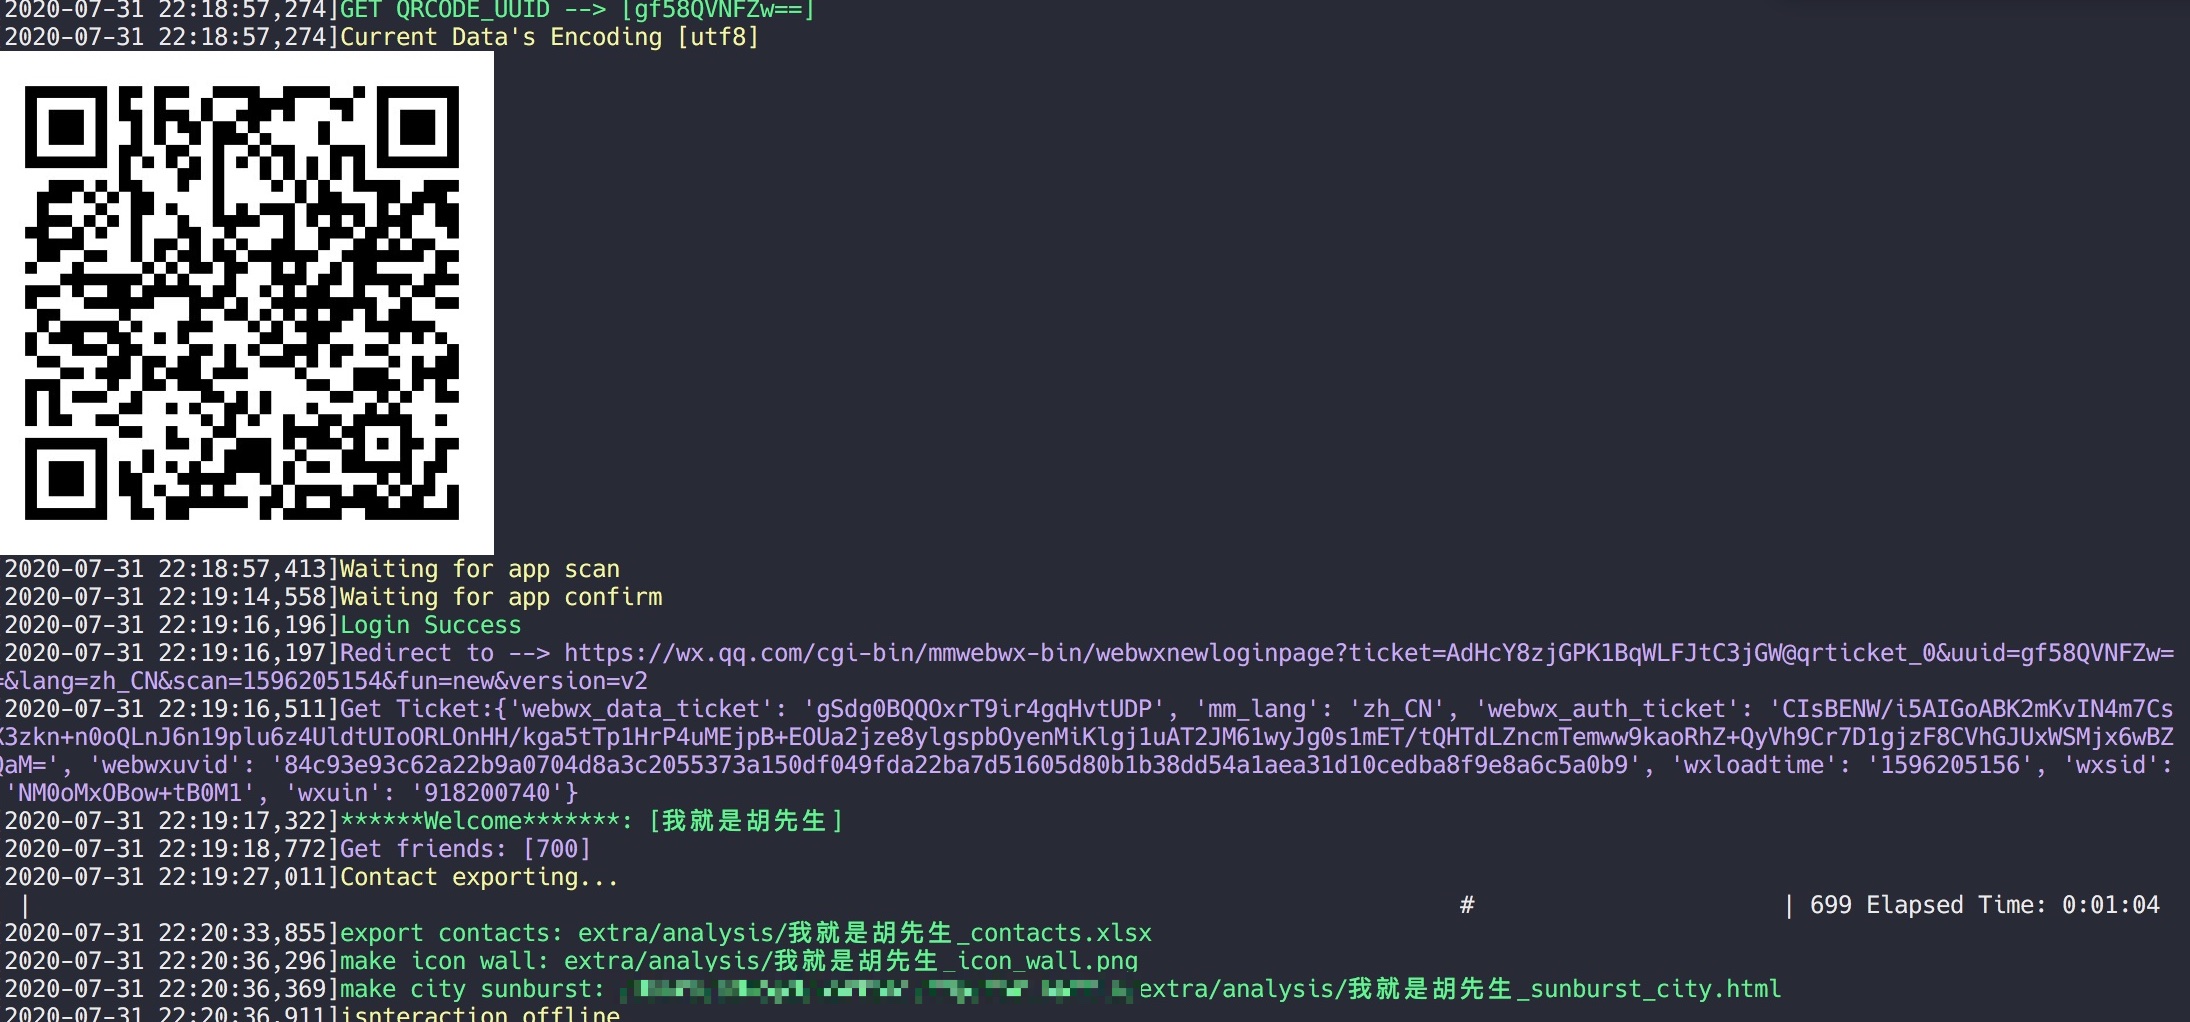 2020-07-31 22:18:57,274]GET QRCODE_UUID --> [gf58QVNFZw==]
2020-07-31 22:18:57,274]Current Data's Encoding [utf8]
2020-07-31 22:18:57,413]Waiting for app scan
2020-07-31 22:19:14,558]Waiting for app confirm
2020-07-31 22:19:16,196]Login Success
2020-07-31 22:19:16,197]Redirect to --> https://wx.qq.com/cgi-bin/mmwebwx-bin/webwxnewloginpage?ticket=AdHcY8zjGPK1BqWLFJtC3jGW@qrticket_0&uuid=gf58QVNFZw=
=&lang=zh_CN&scan=1596205154&fun=new&version=v2
2020-07-31 22:19:16,511]Get Ticket:{'webwx_data_ticket': 'gSdg0BQQOxrT9ir4gqHvtUDP', 'mm_lang': 'zh_CN', 'webwx_auth_ticket': 'CIsBENW/i5AIGoABK2mKvIN4m7Cs
X3zkn+n0oQLnJ6n19plu6z4UldtUIoORLOnHH/kga5tTp1HrP4uMEjpB+EOUa2jze8ylgspbOyenMiKlgj1uAT2JM61wyJg0s1mET/tQHTdLZncmTemww9kaoRhZ+QyVh9Cr7D1gjzF8CVhGJUxWSMjx6wBZ
QaM=', 'webwxuvid': '84c93e93c62a22b9a0704d8a3c2055373a150df049fda22ba7d51605d80b1b38dd54a1aea31d10cedba8f9e8a6c5a0b9', 'wxloadtime': '1596205156', 'wxsid':
'NM0oMxOBow+tB0M1', 'wxuin': '918200740'}
2020-07-31 22:19:17,322]******Welcome*******: [我就是胡先生]
2020-07-31 22:19:18,772]Get friends: [700]
2020-07-31 22:19:27,011]Contact exporting...
| # | 699 Elapsed Time: 0:01:04
2020-07-31 22:20:33,855]export contacts: extra/analysis/我就是胡先生_contacts.xlsx
2020-07-31 22:20:36,296]make icon wall: extra/analysis/我就是胡先生_icon_wall.png
2020-07-31 22:20:36,369]make city sunburst: extra/analysis/我就是胡先生_sunburst_city.html
2020-07-31 22:20:36,911]isnteraction offline